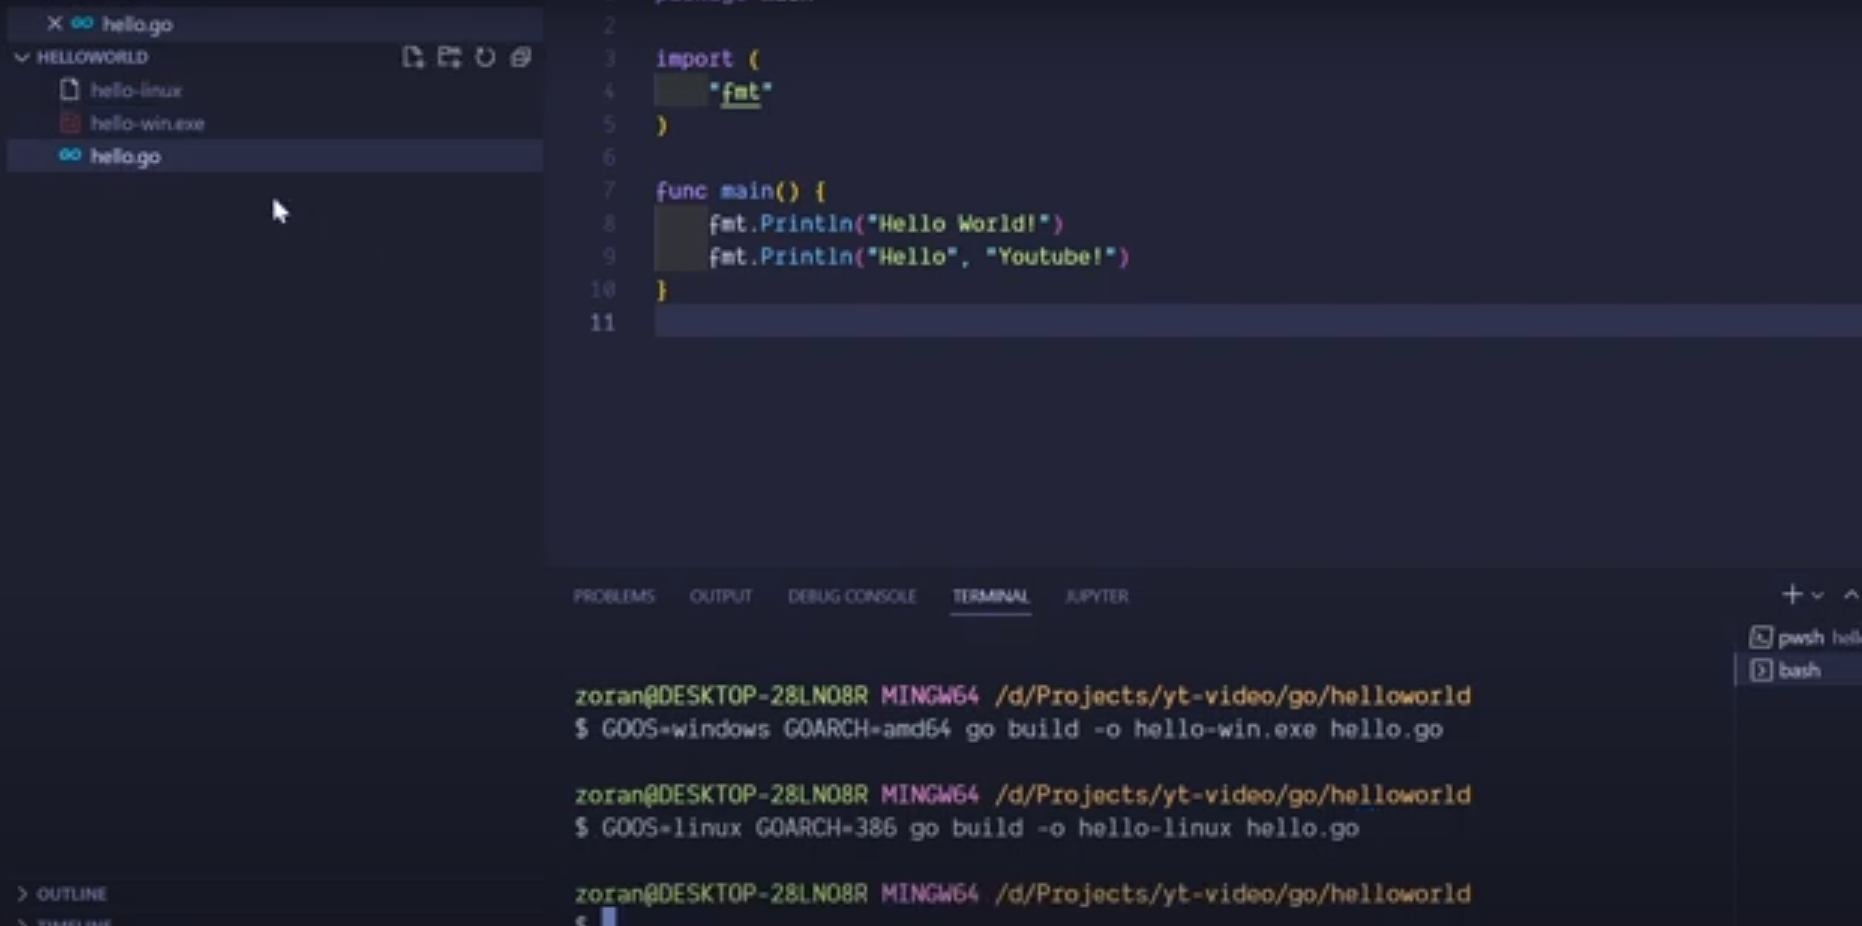 hello.go
HELLOWORLD
hello-linux
hello-win.exe
hello.go
2
3 import (
4 "fmt"
5 )
6
7 func main() {
8 fmt.Println("Hello World!")
9 fmt.Println("Hello", "Youtube!")
10 }
11
PROBLEMS OUTPUT DEBUG CONSOLE TERMINAL JUPYTER
pwsh
bash
zoran@DESKTOP-28LNO8R MINGW64 /d/Projects/yt-video/go/helloworld
$ GOOS=windows GOARCH=amd64 go build -o hello-win.exe hello.go
zoran@DESKTOP-28LNO8R MINGW64 /d/Projects/yt-video/go/helloworld
$ GOOS=linux GOARCH=386 go build -o hello-linux hello.go
zoran@DESKTOP-28LNO8R MINGW64 /d/Projects/yt-video/go/helloworld
$
OUTLINE